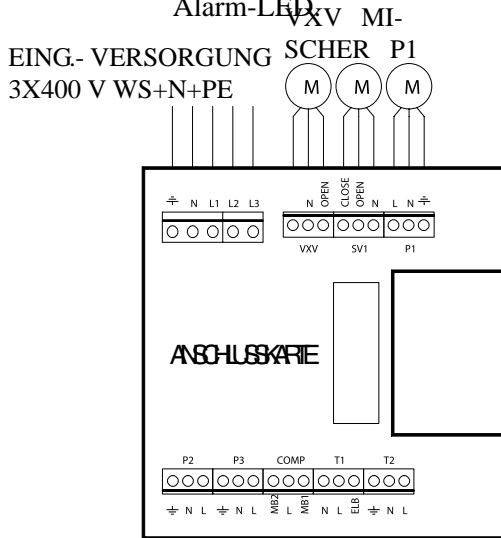 Alarm-LED.
VXV MI-
SCHER P1
EING.- VERSORGUNG
3X400 V WS+N+PE
M M M
N L1 L2 L3
N OPEN CLOSE OPEN N L N
VXV SV1 P1
ANSCHLUSSKARTE
P2 P3 COMP T1 T2
N L N L MB2 L MB1 N L ELB N L